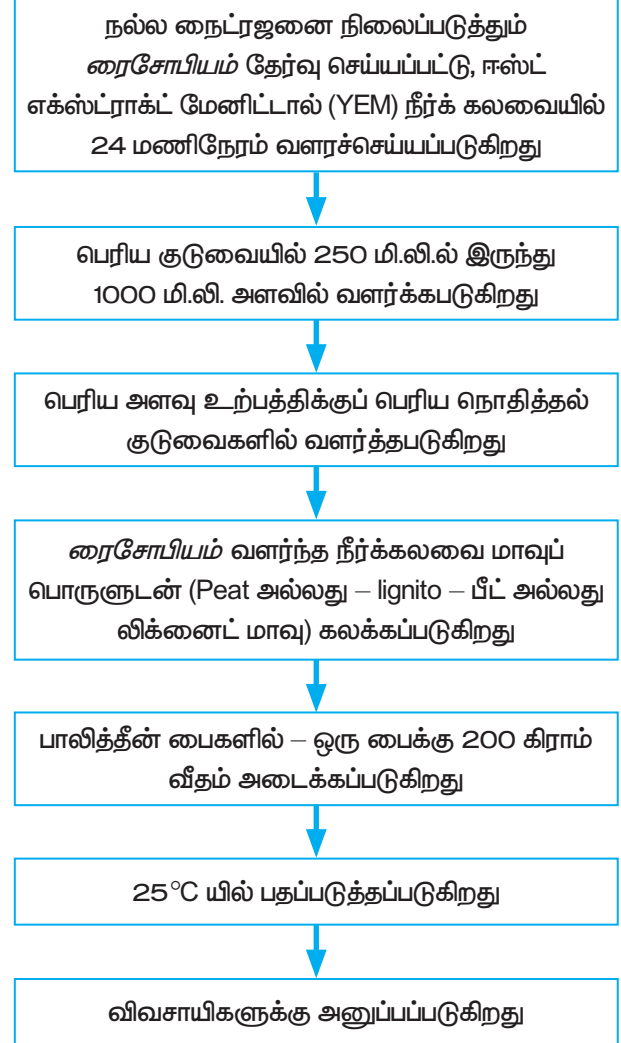 நல்ல நைட்ரஜனை நிலைப்படுத்தும்
ரைசோபியம் தேர்வு செய்யப்பட்டு, ஈஸ்ட்
எக்ஸ்ட்ராக்ட் மேனிட்டால் (YEM) நீர்க் கலவையில்
24 மணிநேரம் வளரச்செய்யப்படுகிறது
பெரிய குடுவையில் 250 மி.லி.ல் இருந்து
1000 மி.லி. அளவில் வளர்க்கபடுகிறது
பெரிய அளவு உற்பத்திக்குப் பெரிய நொதித்தல்
குடுவைகளில் வளர்த்தபடுகிறது
ரைசோபியம் வளர்ந்த நீர்க்கலவை மாவுப்
பொருளுடன் (Peat அல்லது – lignito – பீட் அல்லது
லிக்னைட் மாவு) கலக்கப்படுகிறது
பாலித்தீன் பைகளில் – ஒரு பைக்கு 200 கிராம்
வீதம் அடைக்கப்படுகிறது
25°C யில் பதப்படுத்தப்படுகிறது
விவசாயிகளுக்கு அனுப்பப்படுகிறது